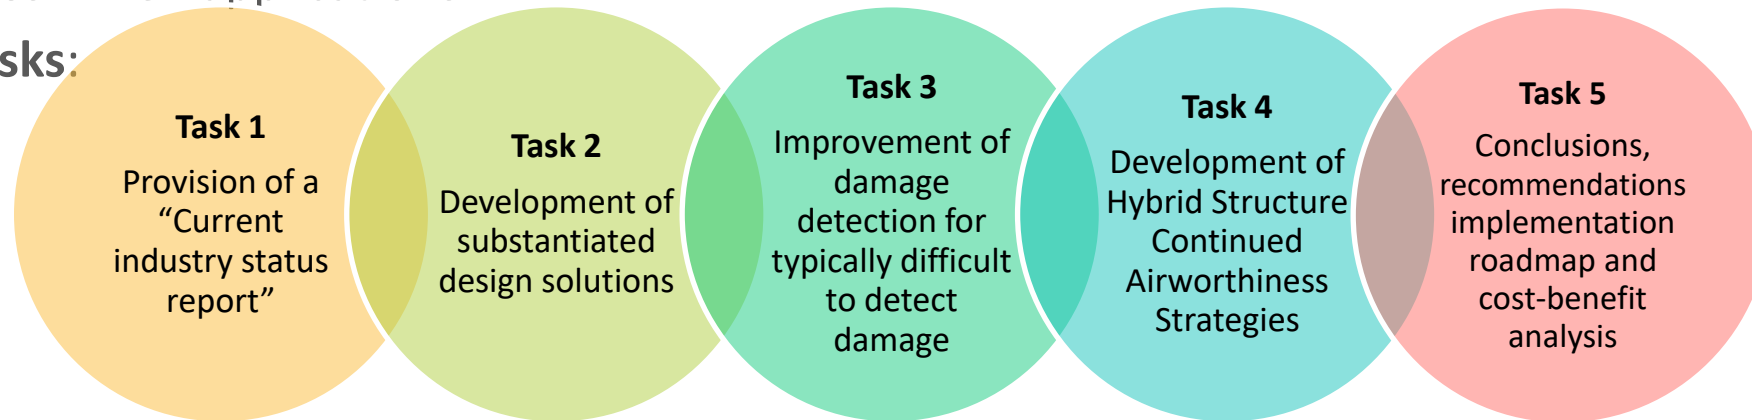 sks:
Task 1
Provision of a
“Current
industry status
report”
Task 2
Development of
substantiated
design solutions
Task 3
Improvement of
damage
detection for
typically difficult
to detect
damage
Task 4
Development of
Hybrid Structure
Continued
Airworthiness
Strategies
Task 5
Conclusions,
recommendations
implementation
roadmap and
cost-benefit
analysis